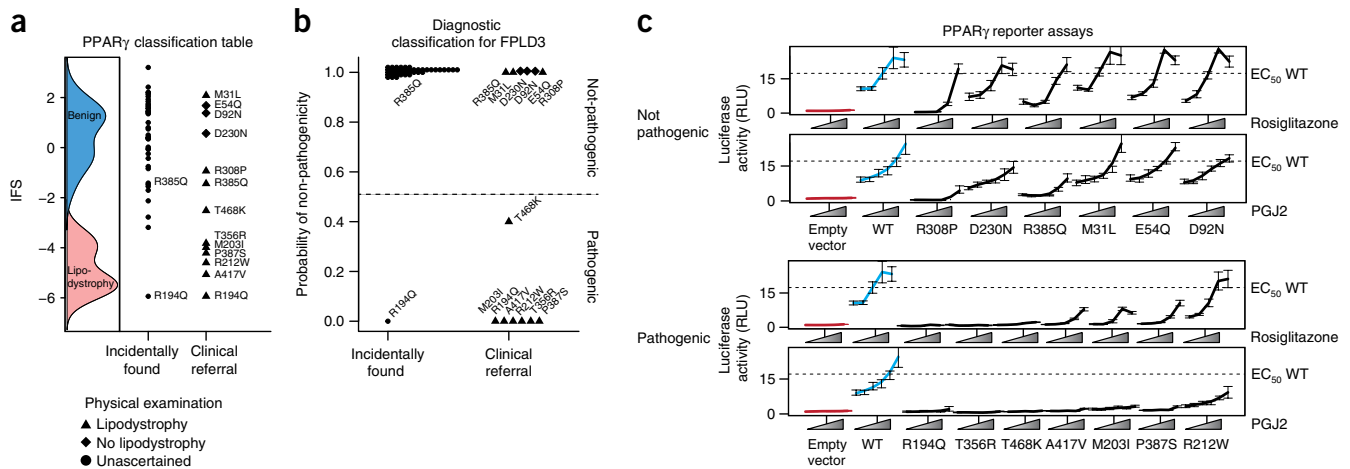 a
PPARγ classification table
IFS
2
0
−2
−4
−6
Benign
Lipo-
dystrophy
R385Q
R194Q
M31L
E54Q
D92N
D230N
R308P
R385Q
T468K
T356R
M203I
P387S
R212W
A417V
R194Q
Incidentally
found
Clinical
referral
Physical examination
Lipodystrophy
No lipodystrophy
Unascertained
b
Diagnostic
classification for FPLD3
Probability of non-pathogenicity
1.0
0.8
0.6
0.4
0.2
0.0
R385Q
R385Q
M31L
D230N
D92N
E54Q
R308P
T468K
R194Q
M203I
R194Q
A417V
R212W
T356R
P387S
Not-pathogenic
Pathogenic
Incidentally
found
Clinical
referral
c
PPARγ reporter assays
Not
pathogenic
Luciferase
activity (RLU)
15
0
EC50 WT
Rosiglitazone
15
0
EC50 WT
PGJ2
Empty
vector
WT
R308P
D230N
R385Q
M31L
E54Q
D92N
Pathogenic
Luciferase
activity (RLU)
15
0
EC50 WT
Rosiglitazone
15
0
EC50 WT
PGJ2
Empty
vector
WT
R194Q
T356R
T468K
A417V
M203I
P387S
R212W